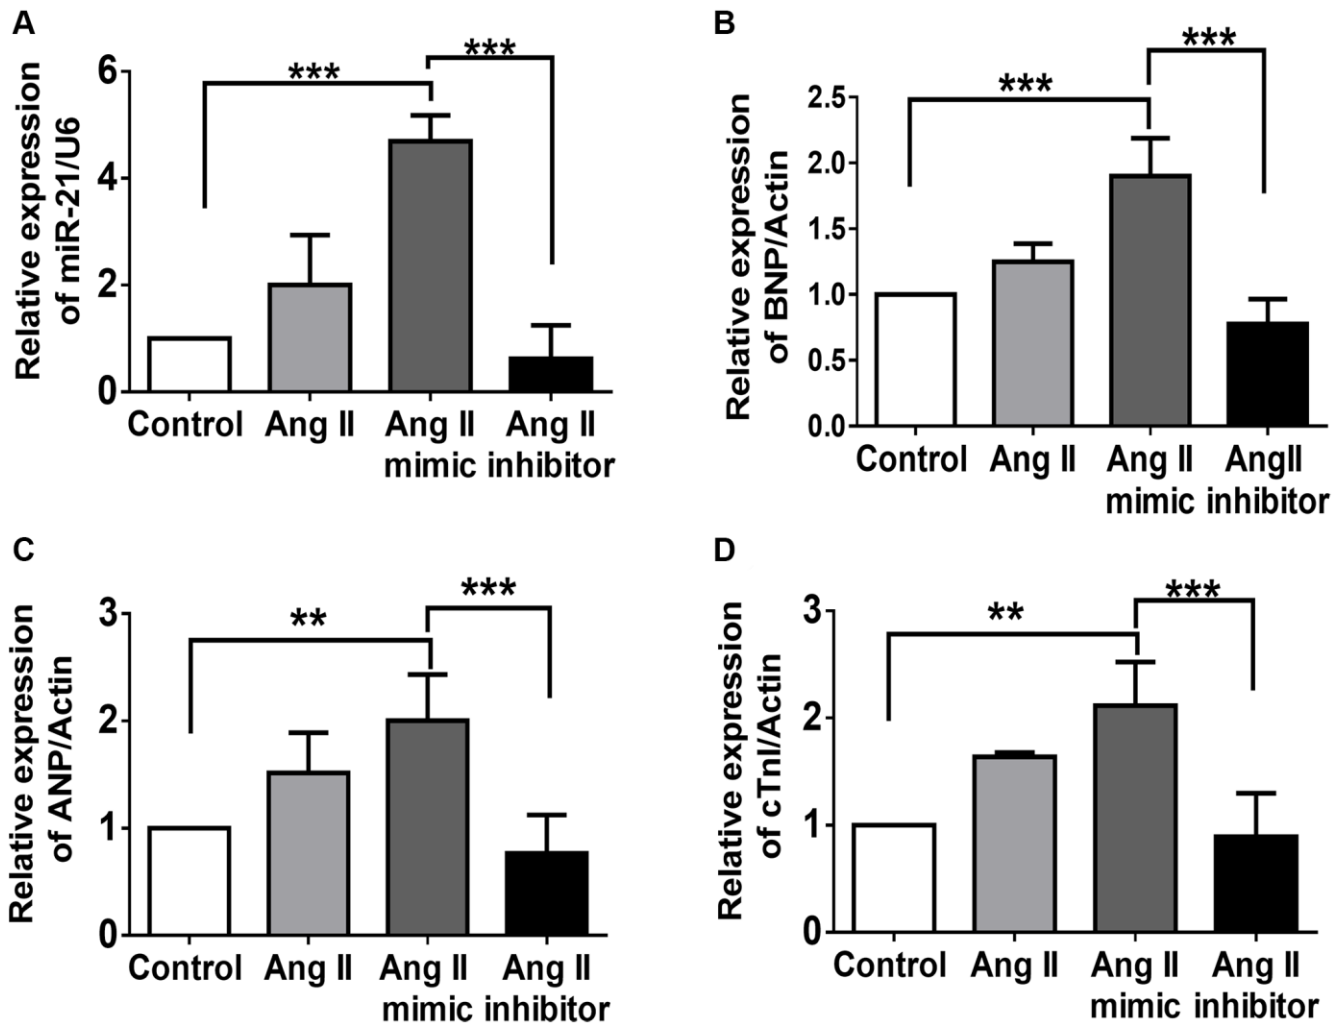 A
Relative expression
of miR-21/U6
6
4
2
0
***
***
Control
Ang II
Ang II
mimic
Ang II
inhibitor
B
Relative expression
of BNP/Actin
2.5
2.0
1.5
1.0
0.5
0.0
***
***
Control
Ang II
Ang II
mimic
AngII
inhibitor
C
Relative expression
of ANP/Actin
3
2
1
0
**
***
Control
Ang II
Ang II
mimic
Ang II
inhibitor
D
Relative expression
of cTnI/Actin
3
2
1
0
**
***
Control
Ang II
Ang II
mimic
Ang II
inhibitor